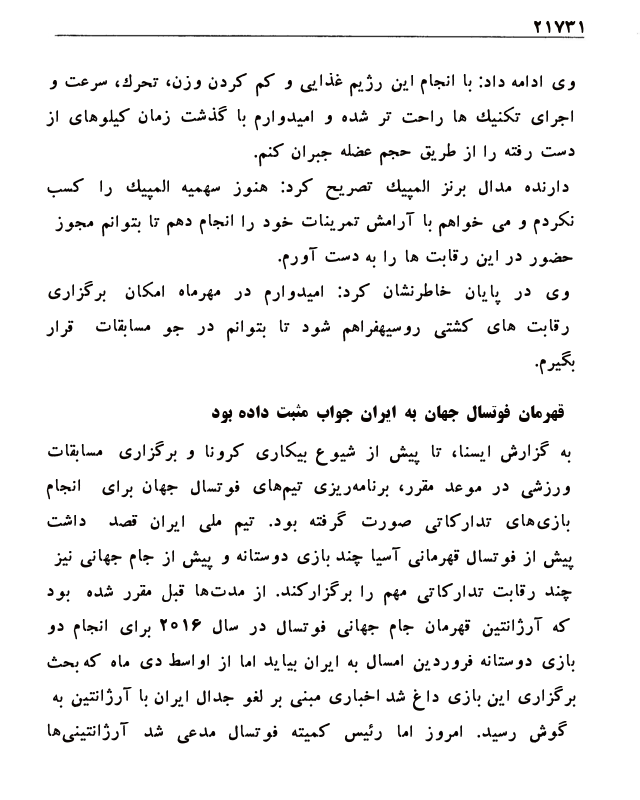 ۲۱۷۳۱
وی ادامه داد: با انجام این رژیم غذایی و کم کردن وزن، تحرك، سرعت و
اجرای تکنیك ها راحت تر شده و امیدوارم با گذشت زمان کیلوهای از
دست رفته را از طریق حجم عضله جبران کنم.
دارنده مدال برنز المپیك تصریح کرد: هنوز سهمیه المپیك را کسب
نکردم و می خواهم با آرامش تمرینات خود را انجام دهم تا بتوانم مجوز
حضور در این رقابت ها را به دست آورم.
وی در پایان خاطرنشان کرد: امیدوارم در مهرماه امکان برگزاری
رقابت های کشتی روسیهفراهم شود تا بتوانم در جو مسابقات قرار
بگیرم.
قهرمان فوتسال جهان به ایران جواب مثبت داده بود
به گزارش ایسنا، تا پیش از شیوع بیکاری کرونا و برگزاری مسابقات
ورزشی در موعد مقرر، برنامه‌ریزی تیم‌های فوتسال جهان برای انجام
بازی‌های تدارکاتی صورت گرفته بود. تیم ملی ایران قصد داشت
پیش از فوتسال قهرمانی آسیا چند بازی دوستانه و پیش از جام جهانی نیز
چند رقابت تدارکاتی مهم را برگزارکند. از مدت‌ها قبل مقرر شده بود
که آرژانتین قهرمان جام جهانی فوتسال در سال ۲۰۱۶ برای انجام دو
بازی دوستانه فروردین امسال به ایران بیاید اما از اواسط دی ماه که بحث
برگزاری این بازی داغ شد اخباری مبنی بر لغو جدال ایران با آرژانتین به
گوش رسید. امروز اما رئیس کمیته فوتسال مدعی شد آرژانتینی‌ها